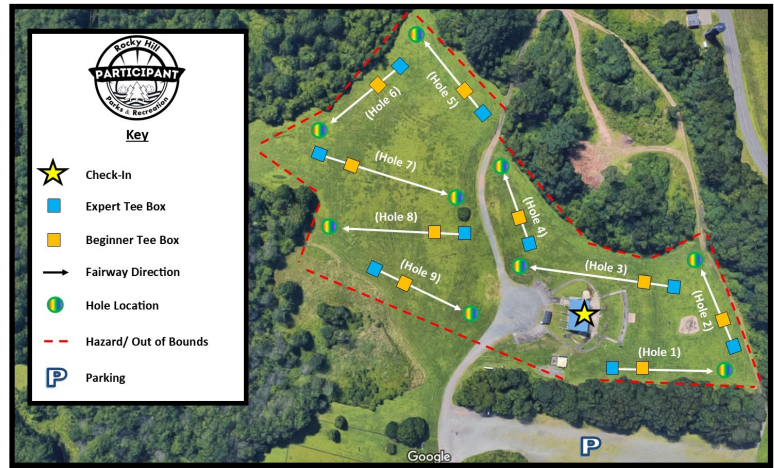 Rocky Hill
PARTICIPANT
Parks & Recreation
Key
Check-In
Expert Tee Box
Beginner Tee Box
Fairway Direction
Hole Location
Hazard/ Out of Bounds
P
Parking
(Hole 5)
(Hole 6)
(Hole 7)
(Hole 8)
(Hole 4)
(Hole 9)
(Hole 3)
(Hole 2)
(Hole 1)
P
Google